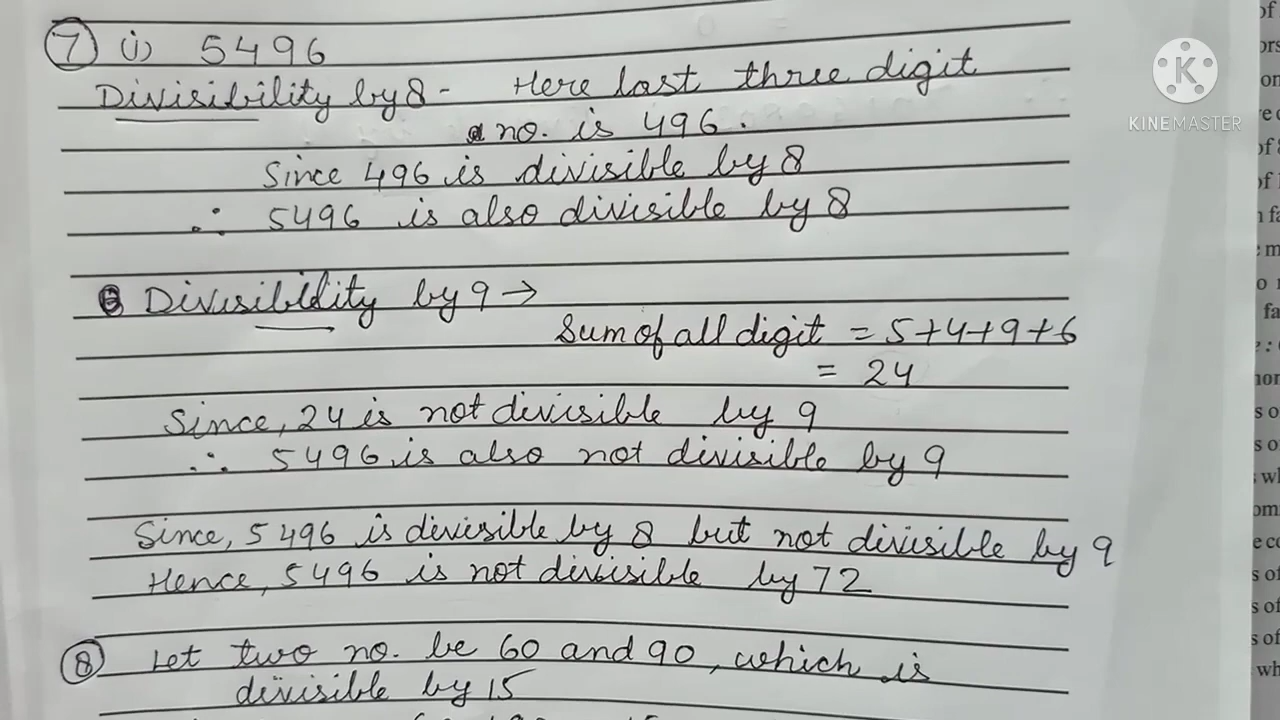 7 (i) 5496
Divisibility by 8 - Here last three digit
no. is 496.
Since 496 is divisible by 8
∴ 5496 is also divisible by 8
Divisibility by 9 →
Sum of all digit = 5+4+9+6
= 24
Since, 24 is not divisible by 9
∴ 5496 is also not divisible by 9
Since, 5496 is divisible by 8 but not divisible by 9
Hence, 5496 is not divisible by 72
8 Let two no. be 60 and 90, which is
divisible by 15
K
KINEMASTER